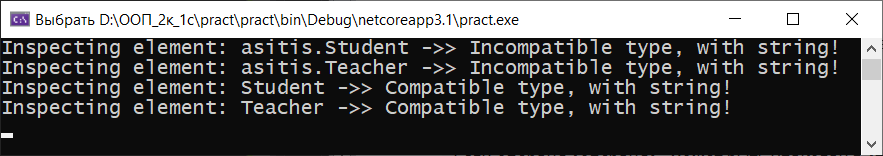 Выбрать D:\ООП_2к_1с\pract\pract\bin\Debug\netcoreapp3.1\pract.exe
Inspecting element: asitis.Student ->> Incompatible type, with string!
Inspecting element: asitis.Teacher ->> Incompatible type, with string!
Inspecting element: Student ->> Compatible type, with string!
Inspecting element: Teacher ->> Compatible type, with string!